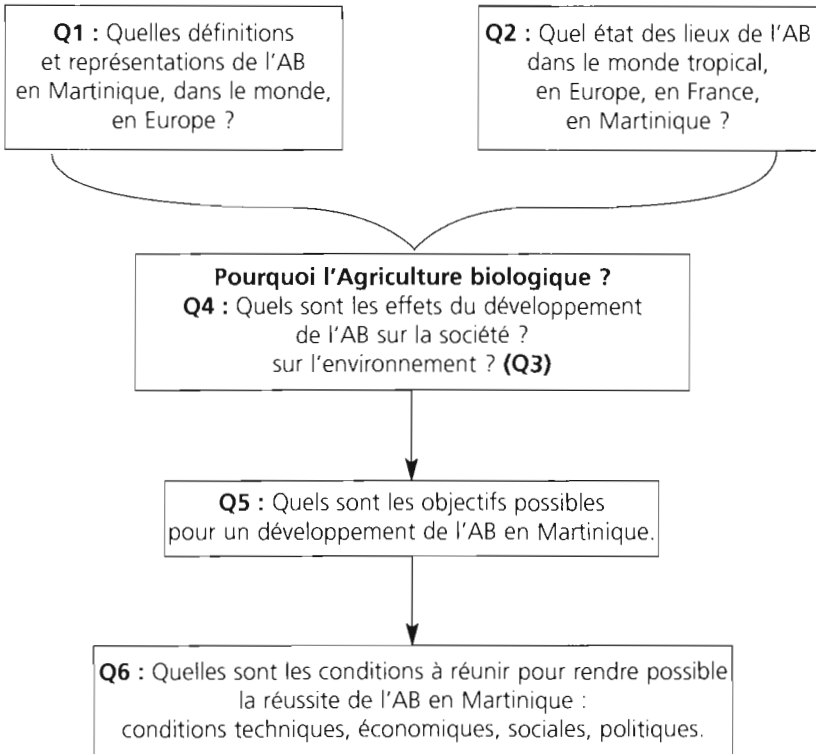 Q1 : Quelles définitions
et représentations de l'AB
en Martinique, dans le monde,
en Europe ?
Q2 : Quel état des lieux de l'AB
dans le monde tropical,
en Europe, en France,
en Martinique ?
Pourquoi l'Agriculture biologique ?
Q4 : Quels sont les effets du développement
de l'AB sur la société ?
sur l'environnement ? (Q3)
Q5 : Quels sont les objectifs possibles
pour un développement de l'AB en Martinique.
Q6 : Quelles sont les conditions à réunir pour rendre possible
la réussite de l'AB en Martinique :
conditions techniques, économiques, sociales, politiques.